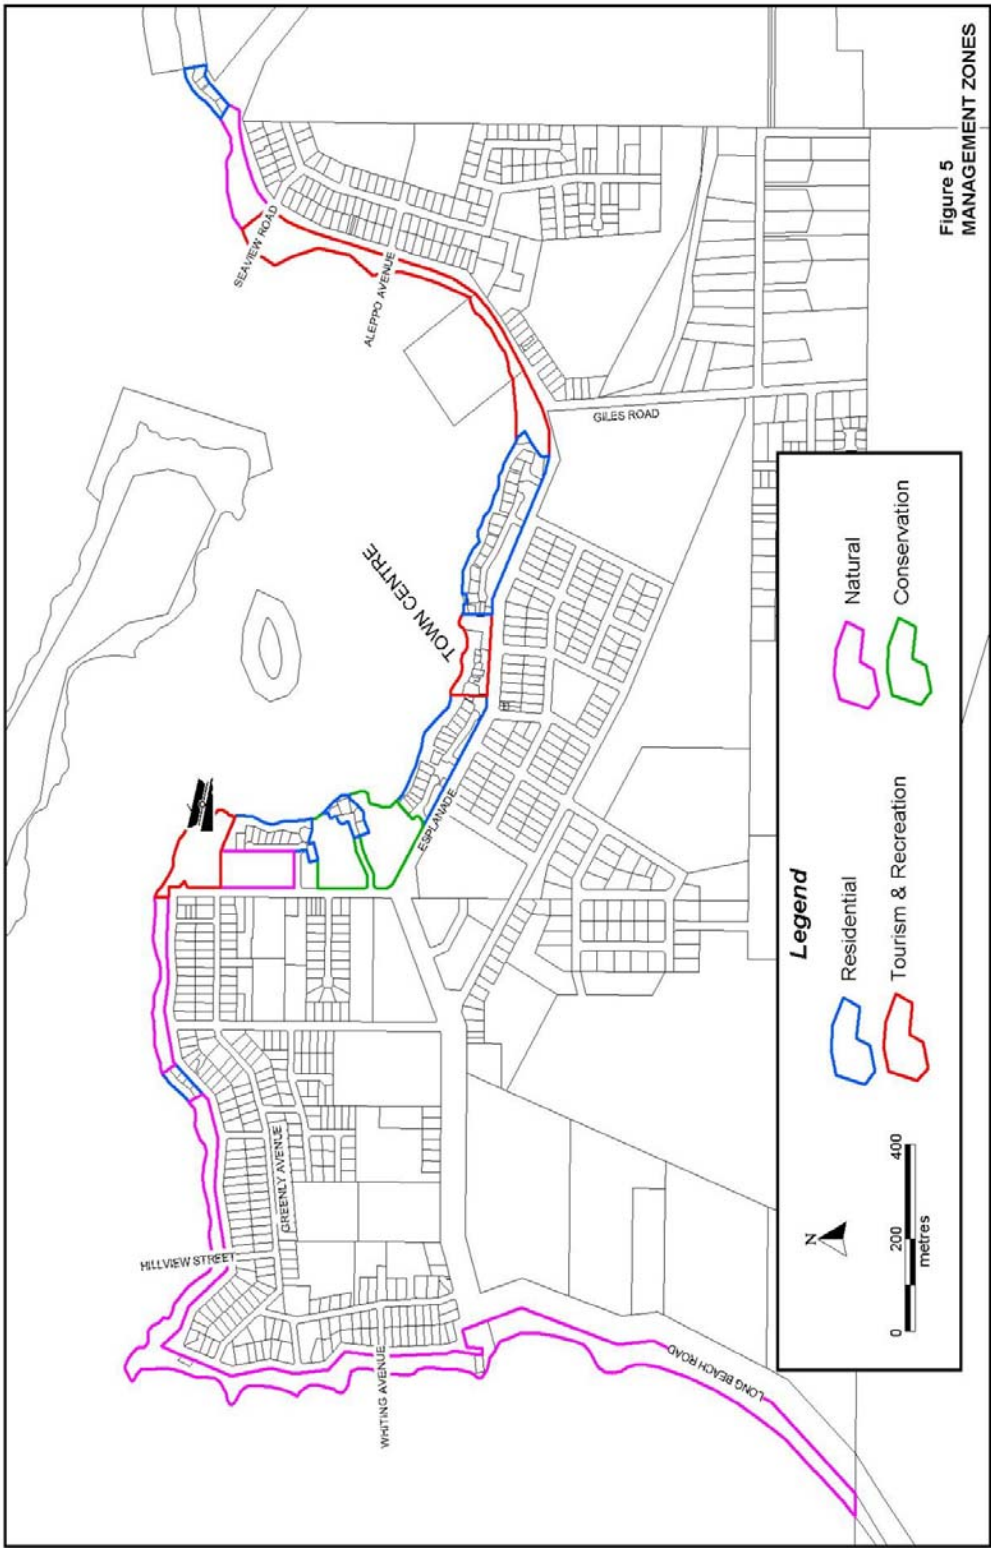 SEAVIEW ROAD
ALEPPO AVENUE
GILES ROAD
TOWN CENTRE
ESPLANADE
GREENLY AVENUE
HILLVIEW STREET
WHITING AVENUE
LONG BEACH ROAD
Legend
Residential
Natural
Tourism & Recreation
Conservation
N
0 200 400
metres
Figure 5
MANAGEMENT ZONES